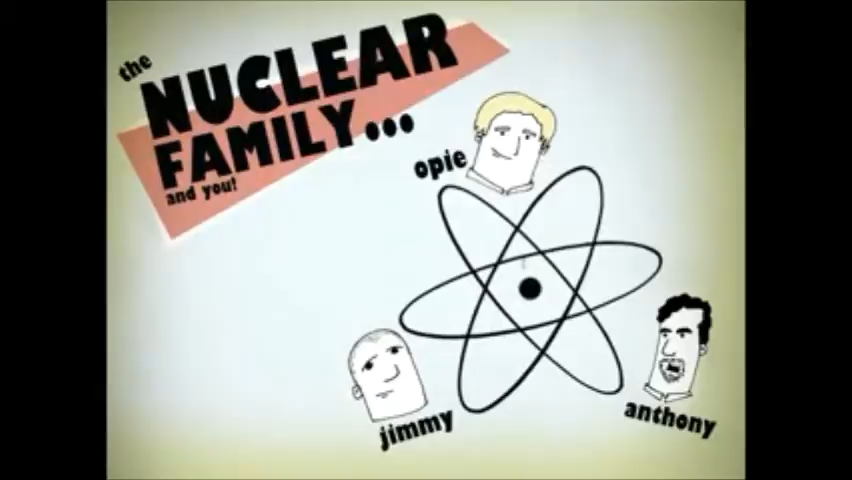 the
NUCLEAR
FAMILY...
and you!
opie
jimmy
anthony